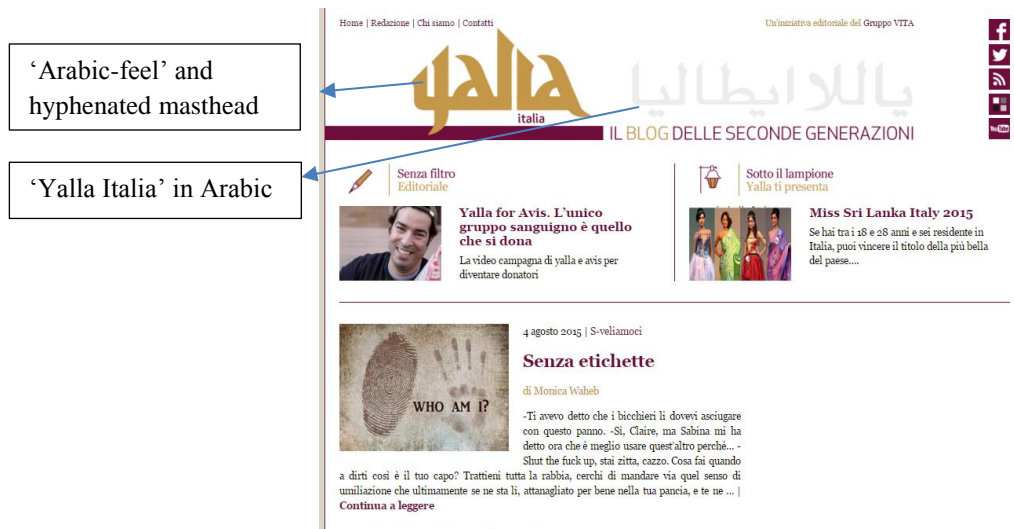 ‘Arabic-feel’ and
hyphenated masthead
‘Yalla Italia’ in Arabic
Home | Redazione | Chi siamo | Contatti
Un'iniziativa editoriale del Gruppo VITA
yalla
italia
ياللا ايطاليا
IL BLOG DELLE SECONDE GENERAZIONI
You Tube
Senza filtro
Editoriale
Yalla for Avis. L’unico
gruppo sanguigno è quello
che si dona
La video campagna di yalla e avis per
diventare donatori
Sotto il lampione
Yalla ti presenta
Miss Sri Lanka Italy 2015
Se hai tra i 18 e 28 anni e sei residente in
Italia, puoi vincere il titolo della più bella
del paese....
WHO AM I?
4 agosto 2015 | S-veliamoci
Senza etichette
di Monica Waheb
-Ti avevo detto che i bicchieri li dovevi asciugare
con questo panno. -Sì, Claire, ma Sabina mi ha
detto ora che è meglio usare quest'altro perché... -
Shut the fuck up, stai zitta, cazzo. Cosa fai quando
a dirti così è il tuo capo? Trattieni tutta la rabbia, cerchi di mandare via quel senso di
umiliazione che ultimamente se ne sta lì, attanagliato per bene nella tua pancia, e te ne ... |
Continua a leggere